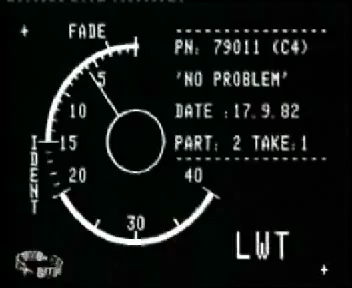 FADE
PN: 79011 (C4)
5
'NO PROBLEM'
10
DATE :17.9.82
15
PART: 2 TAKE:1
IDENT
20
40
30
LWT